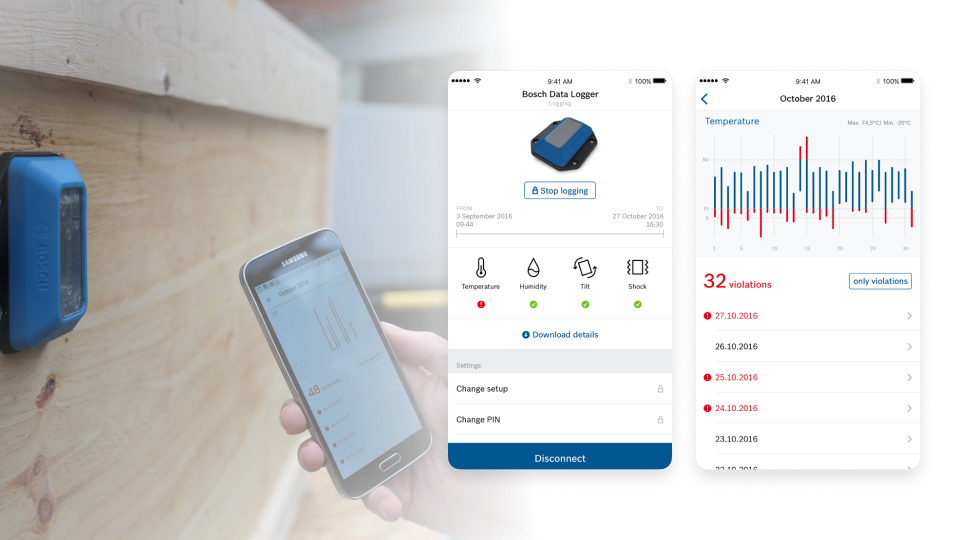 BOSCH
SAMSUNG
October 2016
48
9:41 AM
100%
Bosch Data Logger
Logging
Stop logging
FROM
TO
3 September 2016
27 October 2016
09:44
16:30
Temperature
Humidity
Tilt
Shock
Download details
Settings
Change setup
Change PIN
Disconnect
9:41 AM
100%
October 2016
Temperature
Max. 74,5°C/ Min. -25°C
60
10
0
1 5 10 15 20 25 30
32 violations
only violations
27.10.2016
26.10.2016
25.10.2016
24.10.2016
23.10.2016
22.10.2016